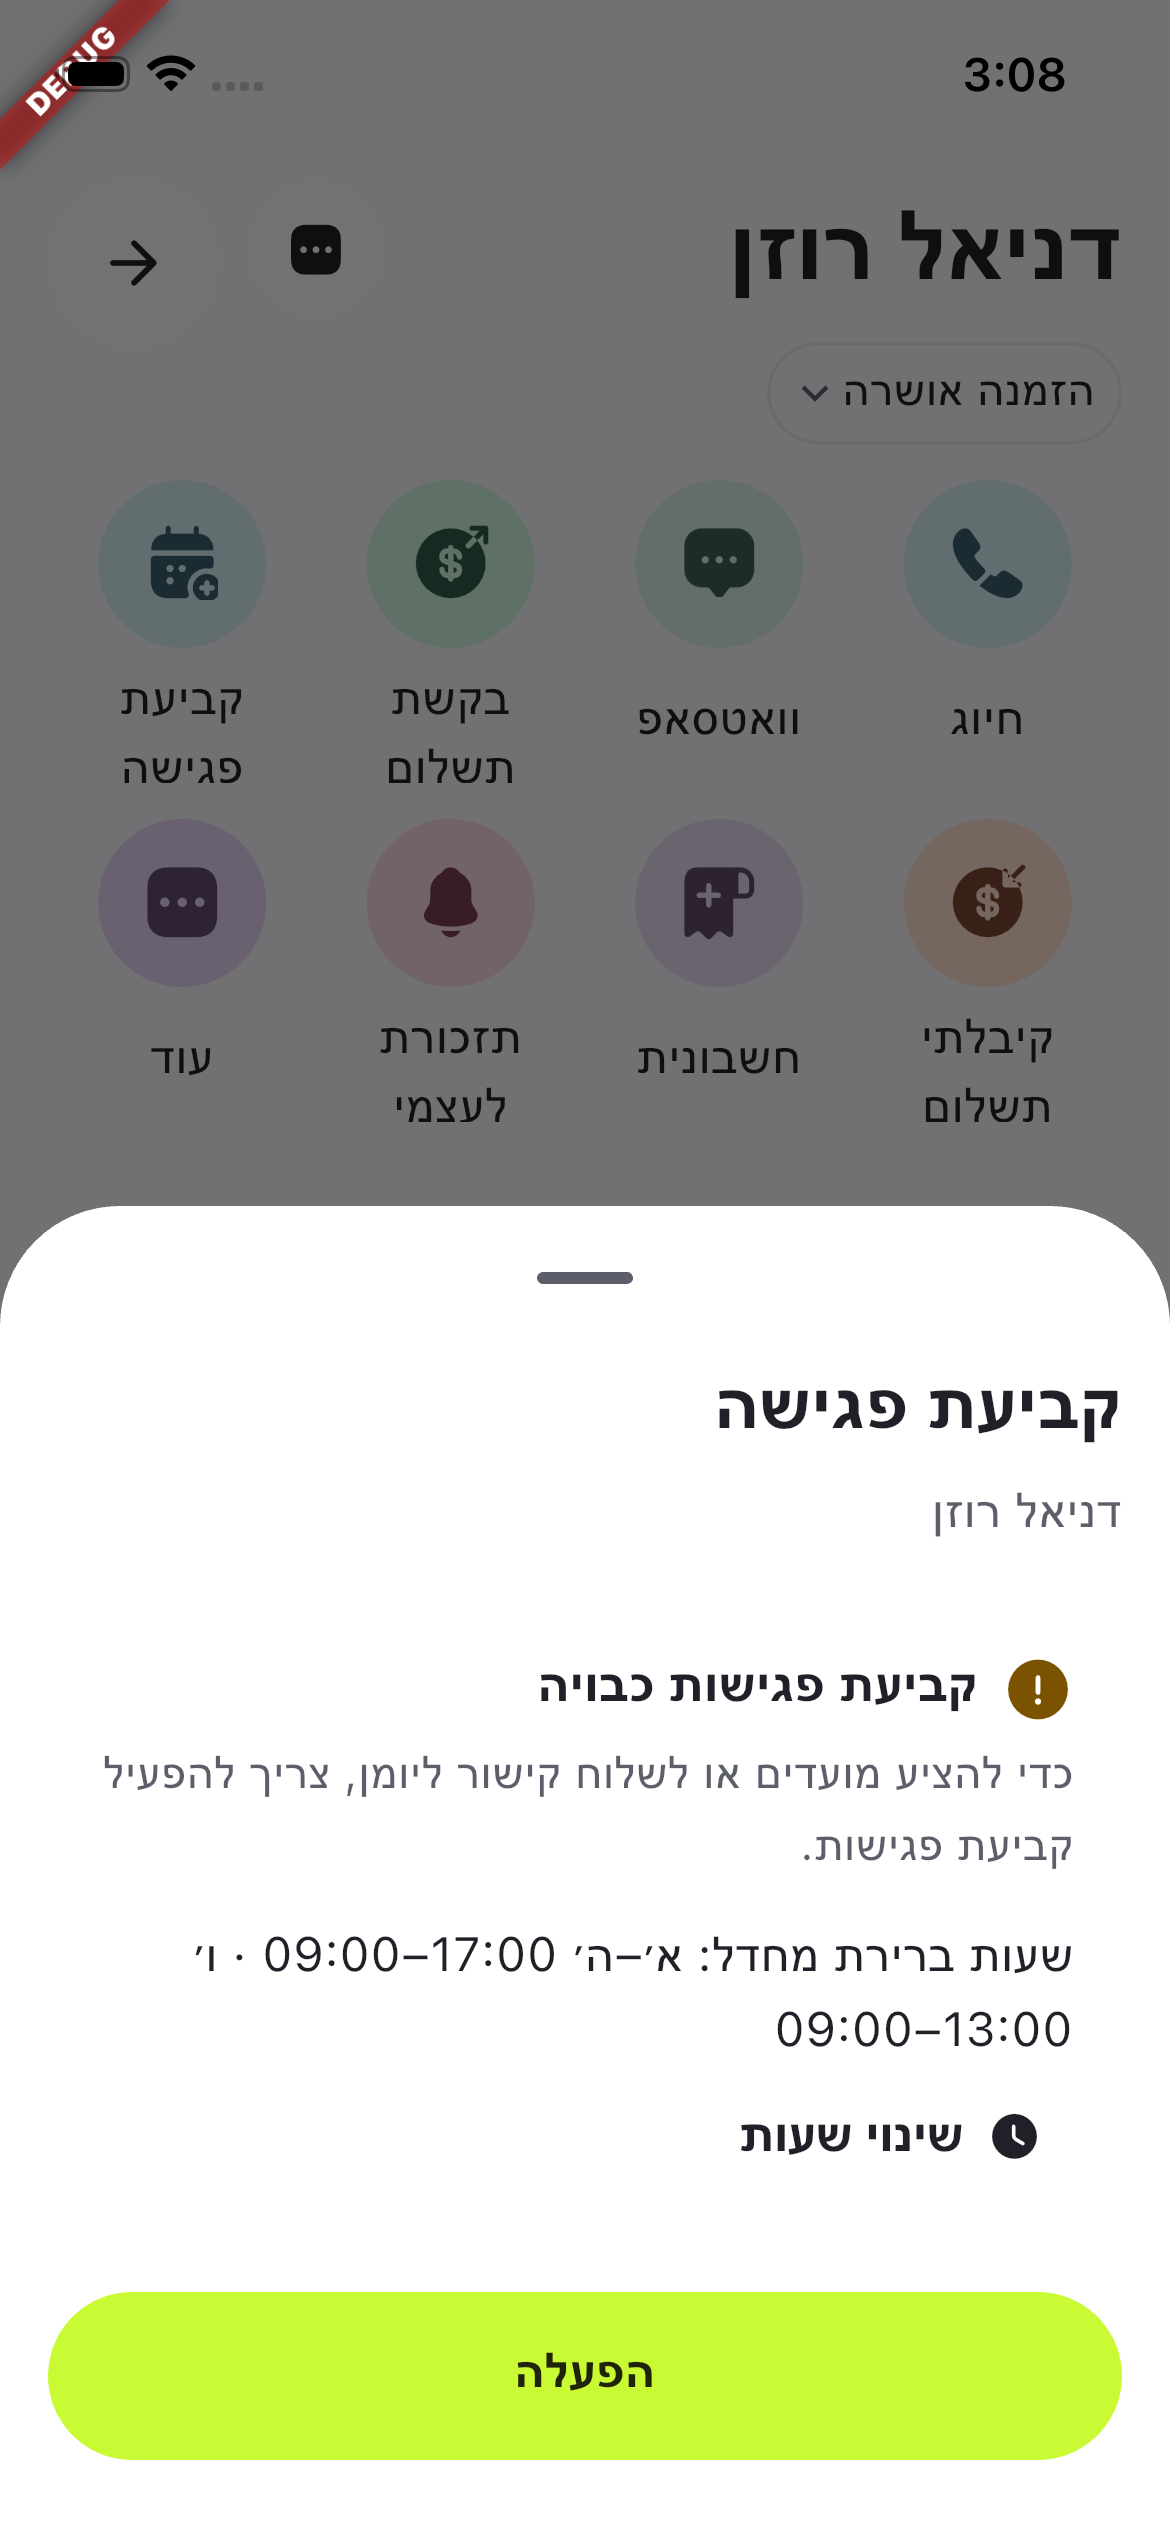 DEBUG
3:08
דניאל רוזן
הזמנה אושרה
חיוג
וואטסאפ
בקשת
תשלום
קביעת
פגישה
קיבלתי
תשלום
חשבונית
תזכורת
לעצמי
עוד
קביעת פגישה
דניאל רוזן
קביעת פגישות כבויה
כדי להציע מועדים או לשלוח קישור ליומן, צריך להפעיל
קביעת פגישות.
שעות ברירת מחדל: א׳–ה׳ 09:00–17:00 · ו׳
09:00–13:00
שינוי שעות
הפעלה